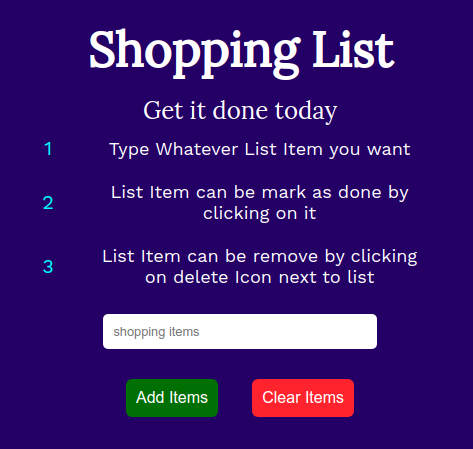 Shopping List
Get it done today
1 Type Whatever List Item you want
2 List Item can be mark as done by
clicking on it
3 List Item can be remove by clicking
on delete Icon next to list
shopping items
Add Items Clear Items